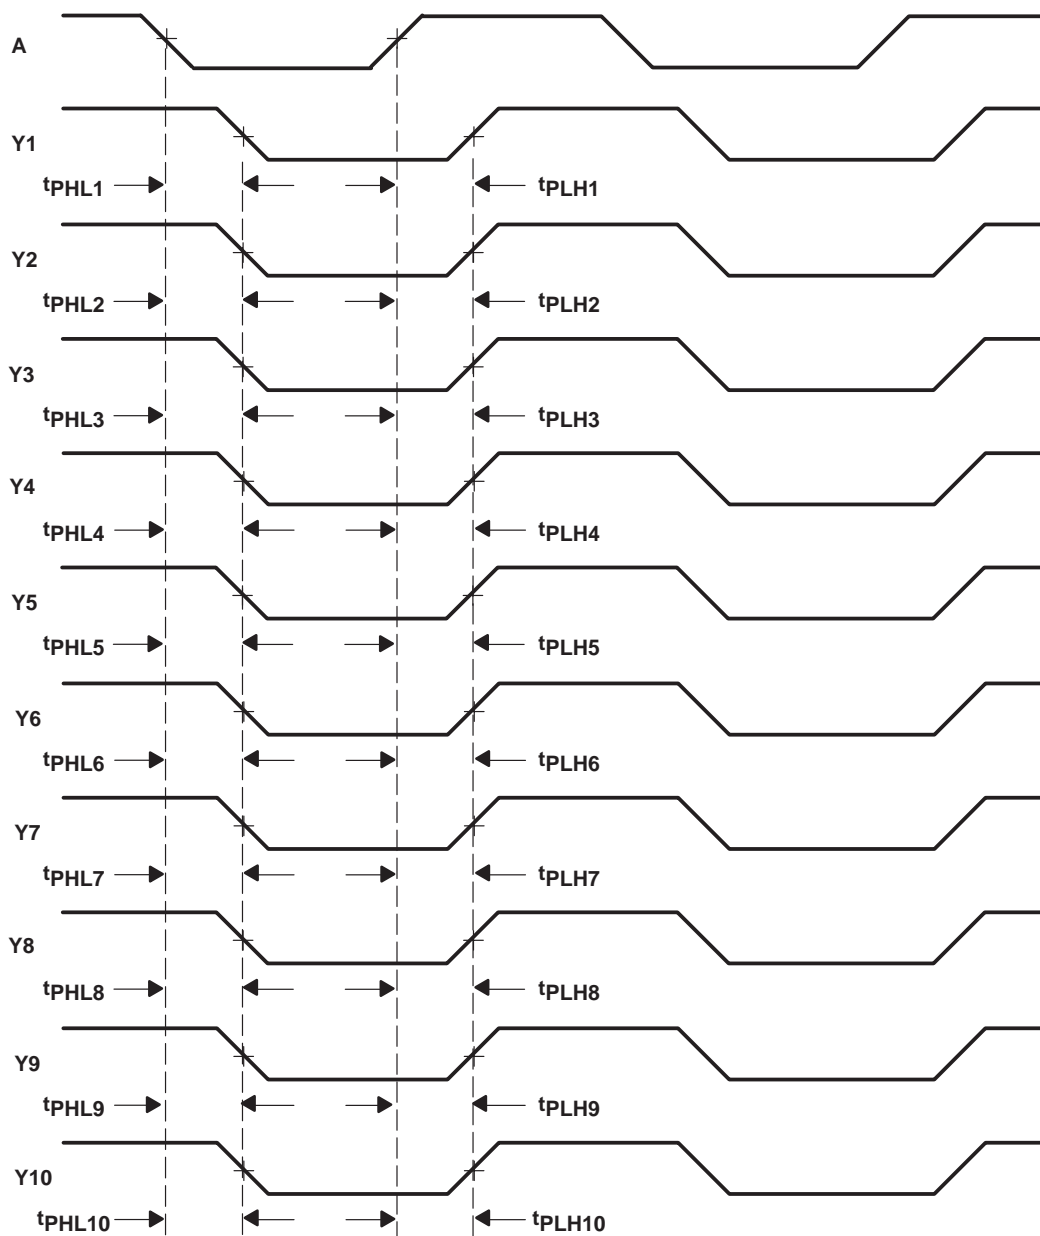 A
Y1
tPHL1 tPLH1
Y2
tPHL2 tPLH2
Y3
tPHL3 tPLH3
Y4
tPHL4 tPLH4
Y5
tPHL5 tPLH5
Y6
tPHL6 tPLH6
Y7
tPHL7 tPLH7
Y8
tPHL8 tPLH8
Y9
tPHL9 tPLH9
Y10
tPHL10 tPLH10